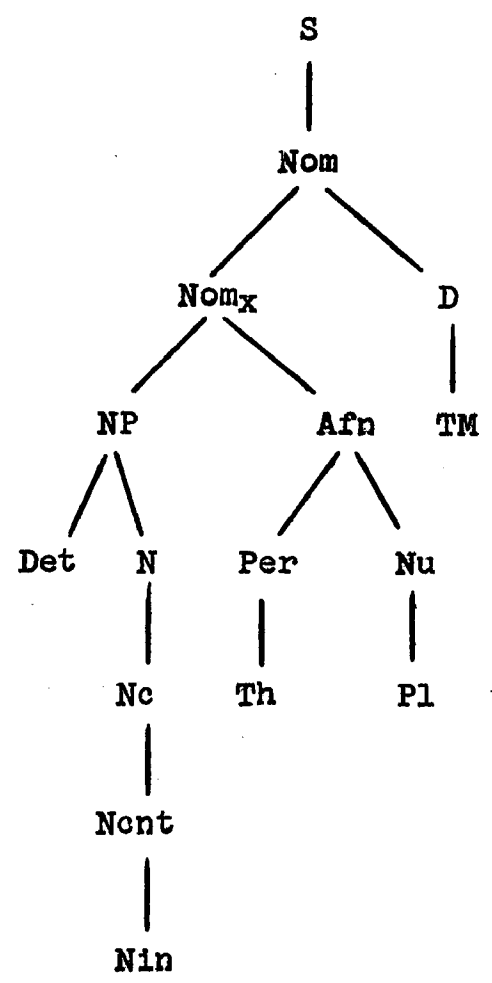 S
Nom
Nomx D
NP Afn TM
Det N Per Nu
Nc Th Pl
Ncnt
Nin